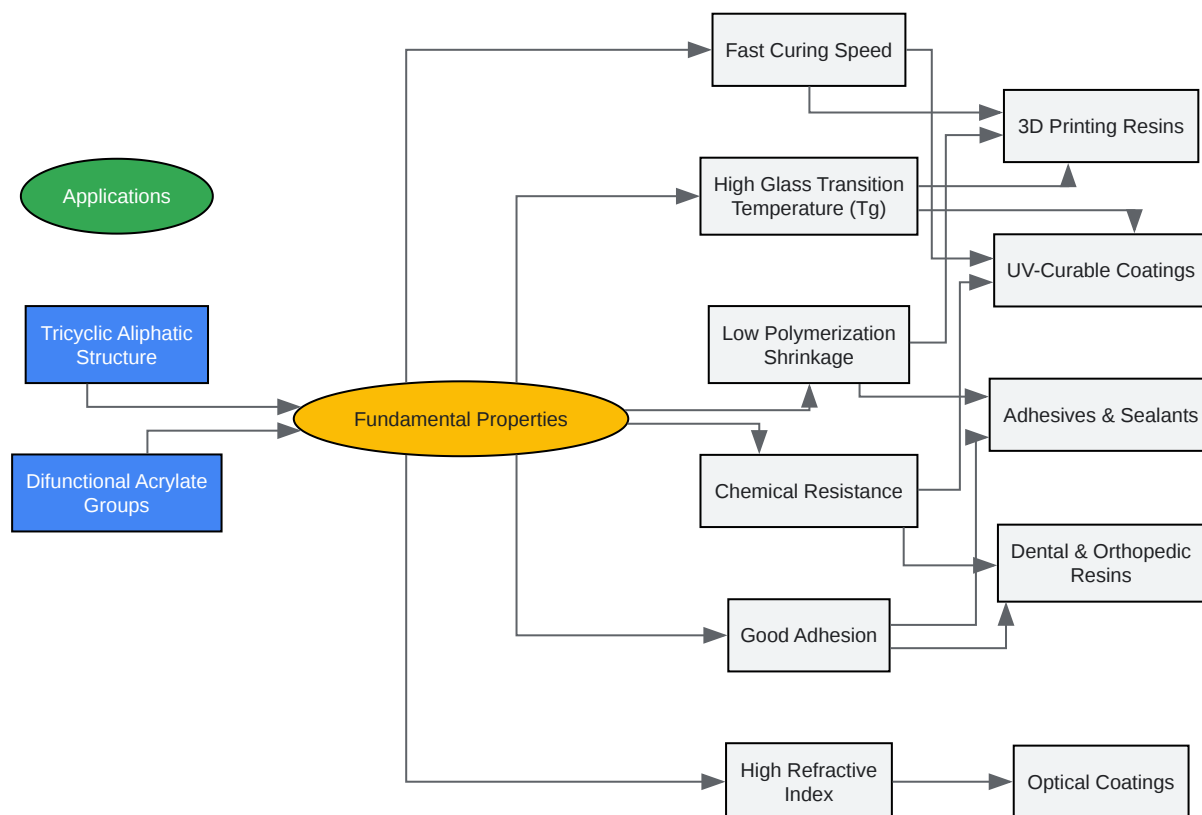 Fast Curing Speed
3D Printing Resins
Applications
High Glass Transition
Temperature (Tg)
UV-Curable Coatings
Tricyclic Aliphatic
Structure
Low Polymerization
Shrinkage
Fundamental Properties
Adhesives & Sealants
Difunctional Acrylate
Groups
Chemical Resistance
Dental & Orthopedic
Resins
Good Adhesion
High Refractive
Index
Optical Coatings